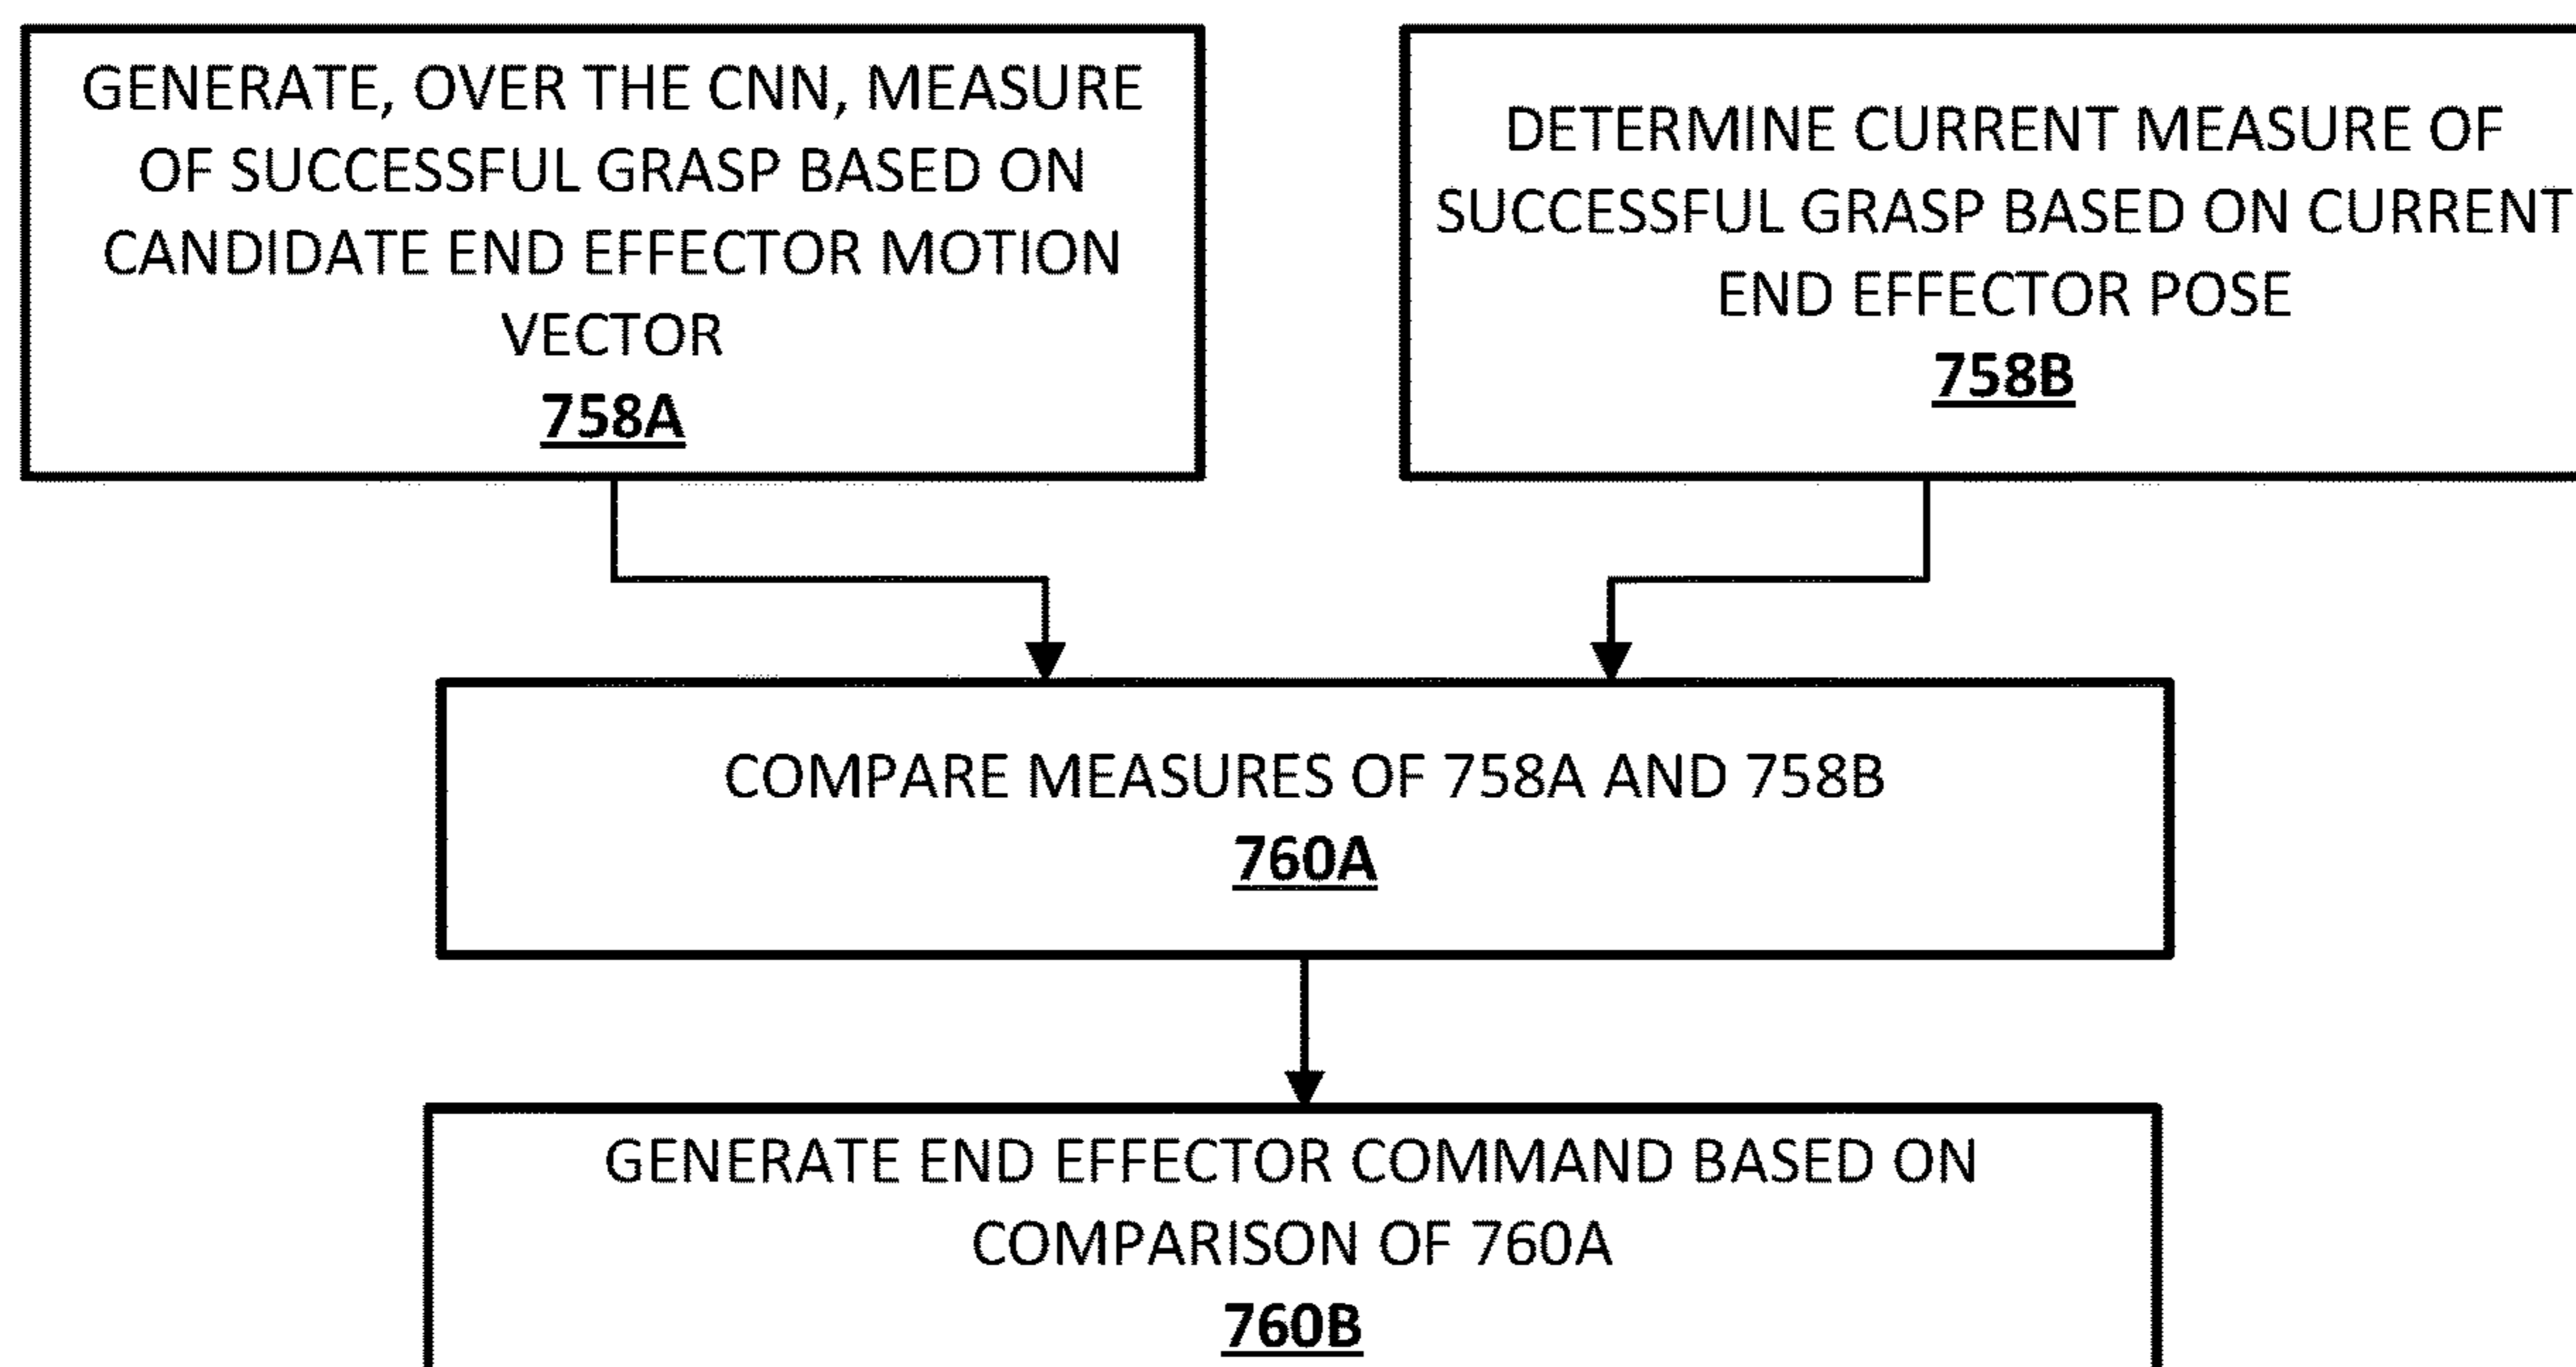 GENERATE, OVER THE CNN, MEASURE
OF SUCCESSFUL GRASP BASED ON
CANDIDATE END EFFECTOR MOTION
VECTOR
758A
DETERMINE CURRENT MEASURE OF
SUCCESSFUL GRASP BASED ON CURRENT
END EFFECTOR POSE
758B
COMPARE MEASURES OF 758A AND 758B
760A
GENERATE END EFFECTOR COMMAND BASED ON
COMPARISON OF 760A
760B